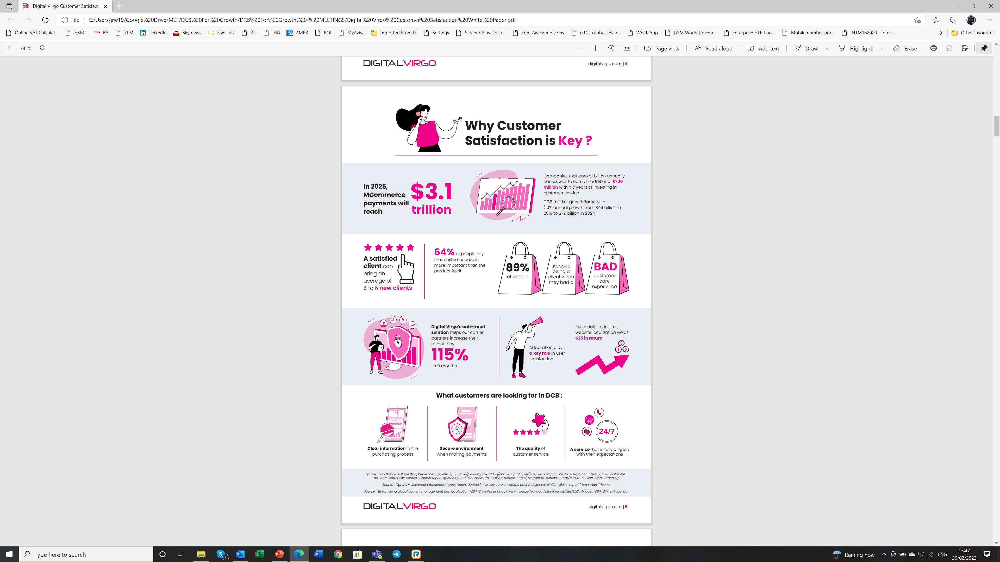 Digital Virgo Customer Satisfacti
File
C:/Users/jrw19/Google%20Drive/MEF/DCB%20For%20Growth/DCB%20For%20Growth%20-%20MEETINGS/Digital%20Virgo%20Customer%20Satisfaction%20White%20Paper.pdf
Online VAT Calculat... HSBC BA KLM LinkedIn Sky news FlyerTalk BT IHG AMEX BOI MyAviva Imported From IE Settings Screenr Plus Docu... Font Awesome Icons GTC | Global Telco... WhatsApp GSM World Covera... Enterprise HLR Loo... Mobile number por... INTM162020 - Inter... Other favourites
5 of 28 Page view Read aloud Add text Draw Highlight Erase
DIGITALVIRGO
digitalvirgo.com | 4
Why Customer
Satisfaction is Key ?
In 2025,
MCommerce
payments will
reach
$3.1
trillion
Companies that earn $1 billion annually
can expect to earn an additional $700
million within 3 years of investing in
customer service.
DCB market growth forecast -
(10% annual growth from $49 billion in
2019 to $79 billion in 2024)
A satisfied
client can
bring an
average of
5 to 6 new clients
64% of people say
that customer care is
more important than the
product itself.
89%
of people
stopped
being a
client when
they had a
BAD
customer
care
experience
Digital Virgo's anti-fraud
solution helps our carrier
partners increase their
revenue by
115%
in 9 months
Adaptation plays
a key role in user
satisfaction
Every dollar spent on
website localization yields
$25 in return
What customers are looking for in DCB :
Clear information in the
purchasing process
Secure environment
when making payments
The quality of
customer service
24/7
A service that is fully aligned
with their expectations
Source : Lola Dubois in Pulse Blog, December the 20th, 2019, https://www.kpulse.fr/blog/conseils-pratiques/quel-est-l-impact-de-la-satisfaction-client-sur-la-rentabilite-
de-votre-entreprise. Source : Gartner report, quoted by Jérémy Gallemard in Smart Tribune, https://blog.smart-tribune.com/fr/qualite-service-client-branding
Source : Rightnow Customer Experience Impact report, quoted in "Le self-care en interne pour booster sa relation client", report from Smart Tribune.
Source : Streamlining global content management and localization WEM White Paper https://www.transperfect.com/sites/default/files/TDC_Adobe_WEM_White_Paper.pdf
DIGITALVIRGO
digitalvirgo.com | 5
Type here to search
Raining now
ENG
15:47
20/02/2022